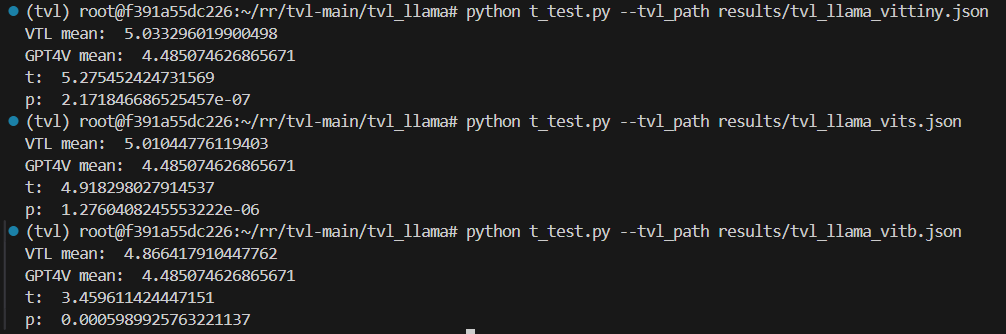 (tvl) root@f391a55dc226:~/rr/tvl-main/tvl_llama# python t_test.py --tvl_path results/tvl_llama_vittiny.json
VTL mean:  5.033296019900498
GPT4V mean:  4.485074626865671
t:  5.275452424731569
p:  2.171846686525457e-07
(tvl) root@f391a55dc226:~/rr/tvl-main/tvl_llama# python t_test.py --tvl_path results/tvl_llama_vits.json
VTL mean:  5.01044776119403
GPT4V mean:  4.485074626865671
t:  4.918298027914537
p:  1.2760408245553222e-06
(tvl) root@f391a55dc226:~/rr/tvl-main/tvl_llama# python t_test.py --tvl_path results/tvl_llama_vitb.json
VTL mean:  4.866417910447762
GPT4V mean:  4.485074626865671
t:  3.459611424447151
p:  0.0005989925763221137